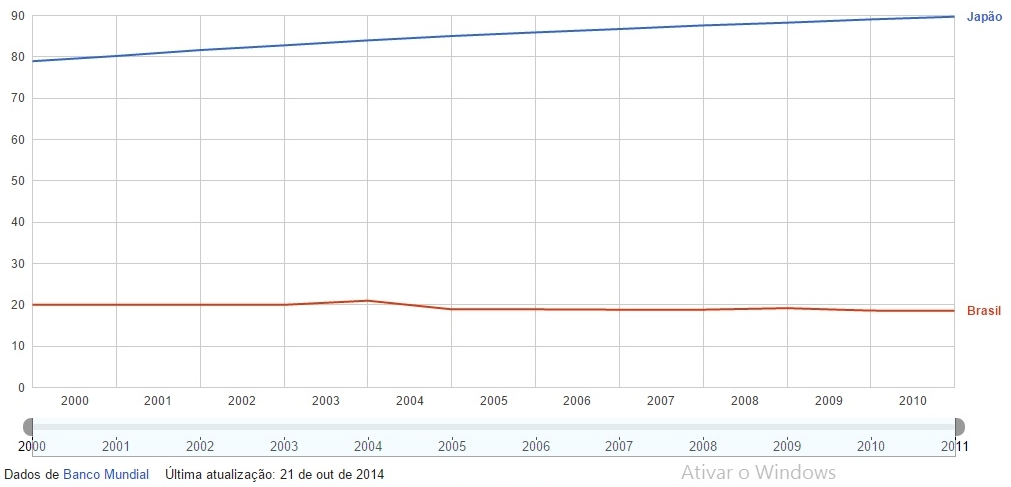 90
Japão
80
70
60
50
40
30
20
Brasil
10
0
2000 2001 2002 2003 2004 2005 2006 2007 2008 2009 2010
2000 2001 2002 2003 2004 2005 2006 2007 2008 2009 2010 2011
Dados de Banco Mundial Última atualização: 21 de out de 2014
Ativar o Windows